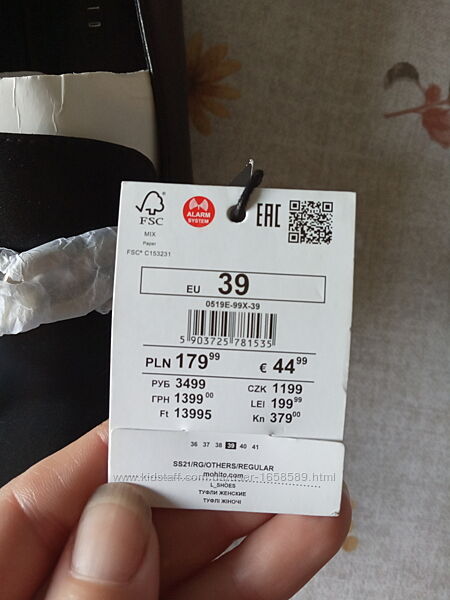 FSC
MIX
Paper
FSC® C153231
ALARM
SYSTEM
EAC
EU 39
0519E-99X-39
5 903725 781535
PLN 179⁹⁹
€ 44⁹⁹
РУБ 3499
CZK 1199
ГРН 1399⁰⁰
LEI 199⁹⁹
Ft 13995
Kn 379⁰⁰
36 37 38 39 40 41
SS21/RG/OTHERS/REGULAR
mohito.com
L_SHOES
ТУФЛИ ЖЕНСКИЕ
ТУФЛІ ЖІНОЧІ